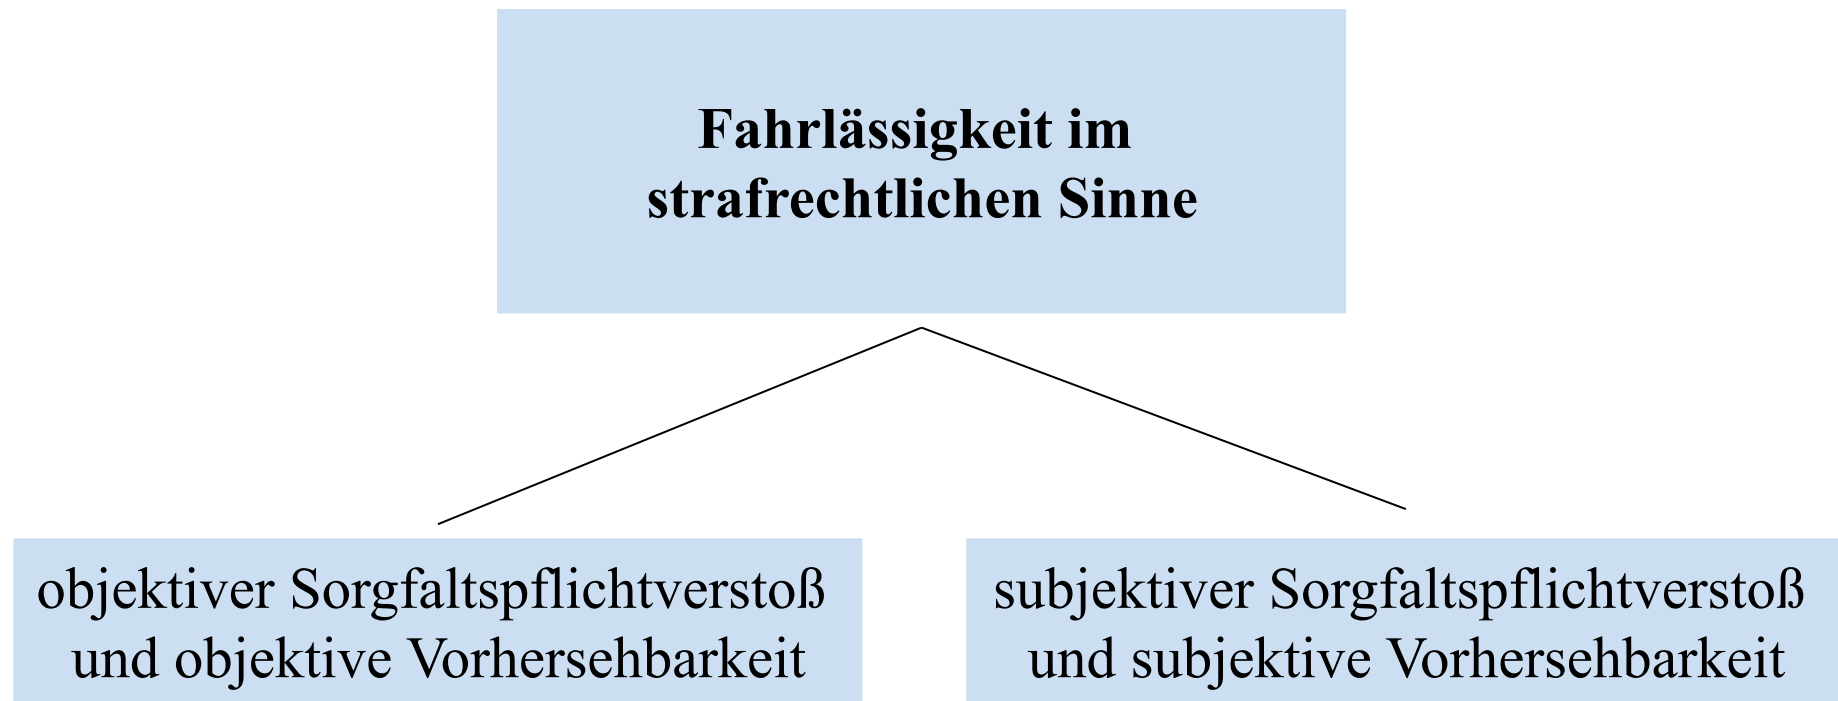 Fahrlässigkeit im
strafrechtlichen Sinne
objektiver Sorgfaltspflichtverstoß
und objektive Vorhersehbarkeit
subjektiver Sorgfaltspflichtverstoß
und subjektive Vorhersehbarkeit